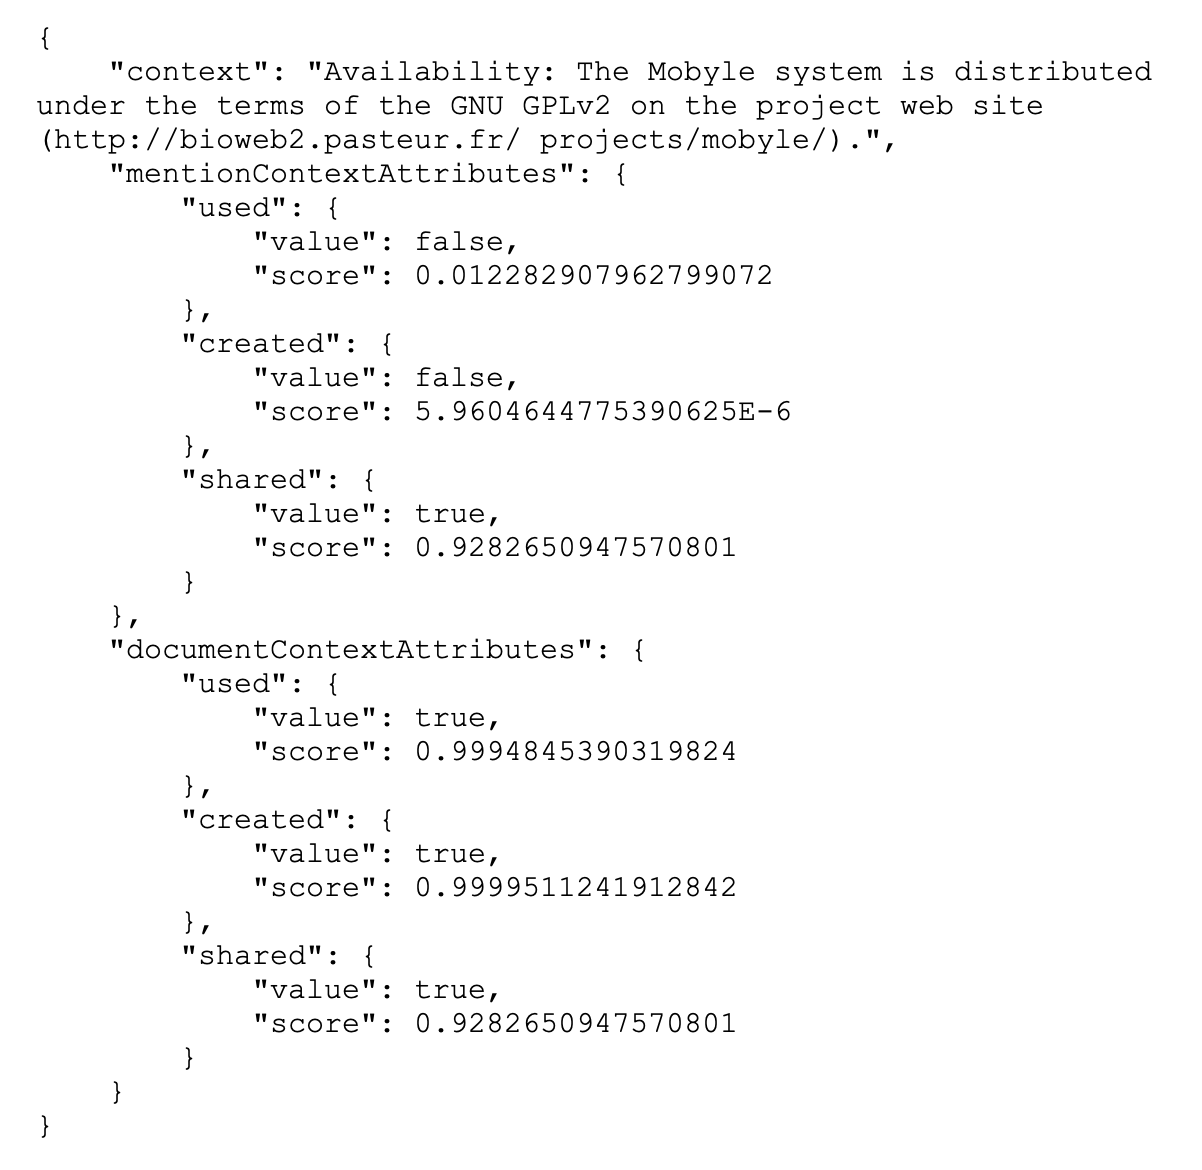 {
    "context": "Availability: The Mobyle system is distributed
under the terms of the GNU GPLv2 on the project web site
(http://bioweb2.pasteur.fr/ projects/mobyle/).",
    "mentionContextAttributes": {
        "used": {
            "value": false,
            "score": 0.012282907962799072
        },
        "created": {
            "value": false,
            "score": 5.9604644775390625E-6
        },
        "shared": {
            "value": true,
            "score": 0.9282650947570801
        }
    },
    "documentContextAttributes": {
        "used": {
            "value": true,
            "score": 0.9994845390319824
        },
        "created": {
            "value": true,
            "score": 0.9999511241912842
        },
        "shared": {
            "value": true,
            "score": 0.9282650947570801
        }
    }
}